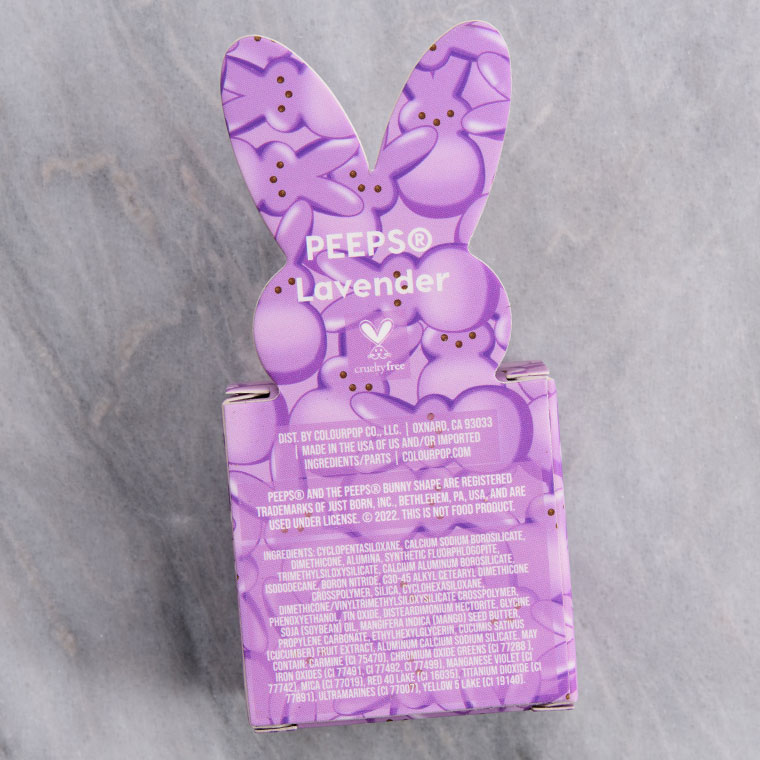 PEEPS®
Lavender
crueltyfree
DIST. BY COLOURPOP CO., LLC. | OXNARD, CA 93033
| MADE IN THE USA OF US AND/OR IMPORTED
INGREDIENTS/PARTS | COLOURPOP.COM
PEEPS® AND THE PEEPS® BUNNY SHAPE ARE REGISTERED
TRADEMARKS OF JUST BORN, INC., BETHLEHEM, PA, USA, AND ARE
USED UNDER LICENSE. © 2022. THIS IS NOT FOOD PRODUCT.
INGREDIENTS: CYCLOPENTASILOXANE, CALCIUM SODIUM BOROSILICATE,
DIMETHICONE, ALUMINA, SYNTHETIC FLUORPHLOGOPITE,
TRIMETHYLSILOXYSILICATE, CALCIUM ALUMINUM BOROSILICATE,
ISODODECANE, BORON NITRIDE, C30-45 ALKYL CETEARYL DIMETHICONE
CROSSPOLYMER, SILICA, CYCLOHEXASILOXANE,
DIMETHICONE/VINYLTRIMETHYLSILOXYSILICATE CROSSPOLYMER,
PHENOXYETHANOL, TIN OXIDE, DISTEARDIMONIUM HECTORITE, GLYCINE
SOJA (SOYBEAN) OIL, MANGIFERA INDICA (MANGO) SEED BUTTER,
PROPYLENE CARBONATE, ETHYLHEXYLGLYCERIN, CUCUMIS SATIVUS
(CUCUMBER) FRUIT EXTRACT, ALUMINUM CALCIUM SODIUM SILICATE. MAY
CONTAIN: CARMINE (CI 75470), CHROMIUM OXIDE GREENS (CI 77288 ),
IRON OXIDES (CI 77491, CI 77492, CI 77499), MANGANESE VIOLET (CI
77742), MICA (CI 77019), RED 40 LAKE (CI 16035), TITANIUM DIOXIDE (CI
77891), ULTRAMARINES (CI 77007), YELLOW 5 LAKE (CI 19140).